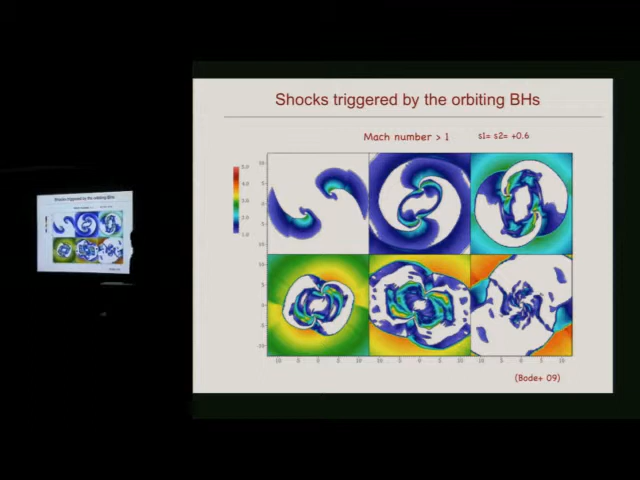 Shocks triggered by the orbiting BHs
Mach number > 1
s1= s2= +0.6
(Bode+ 09)